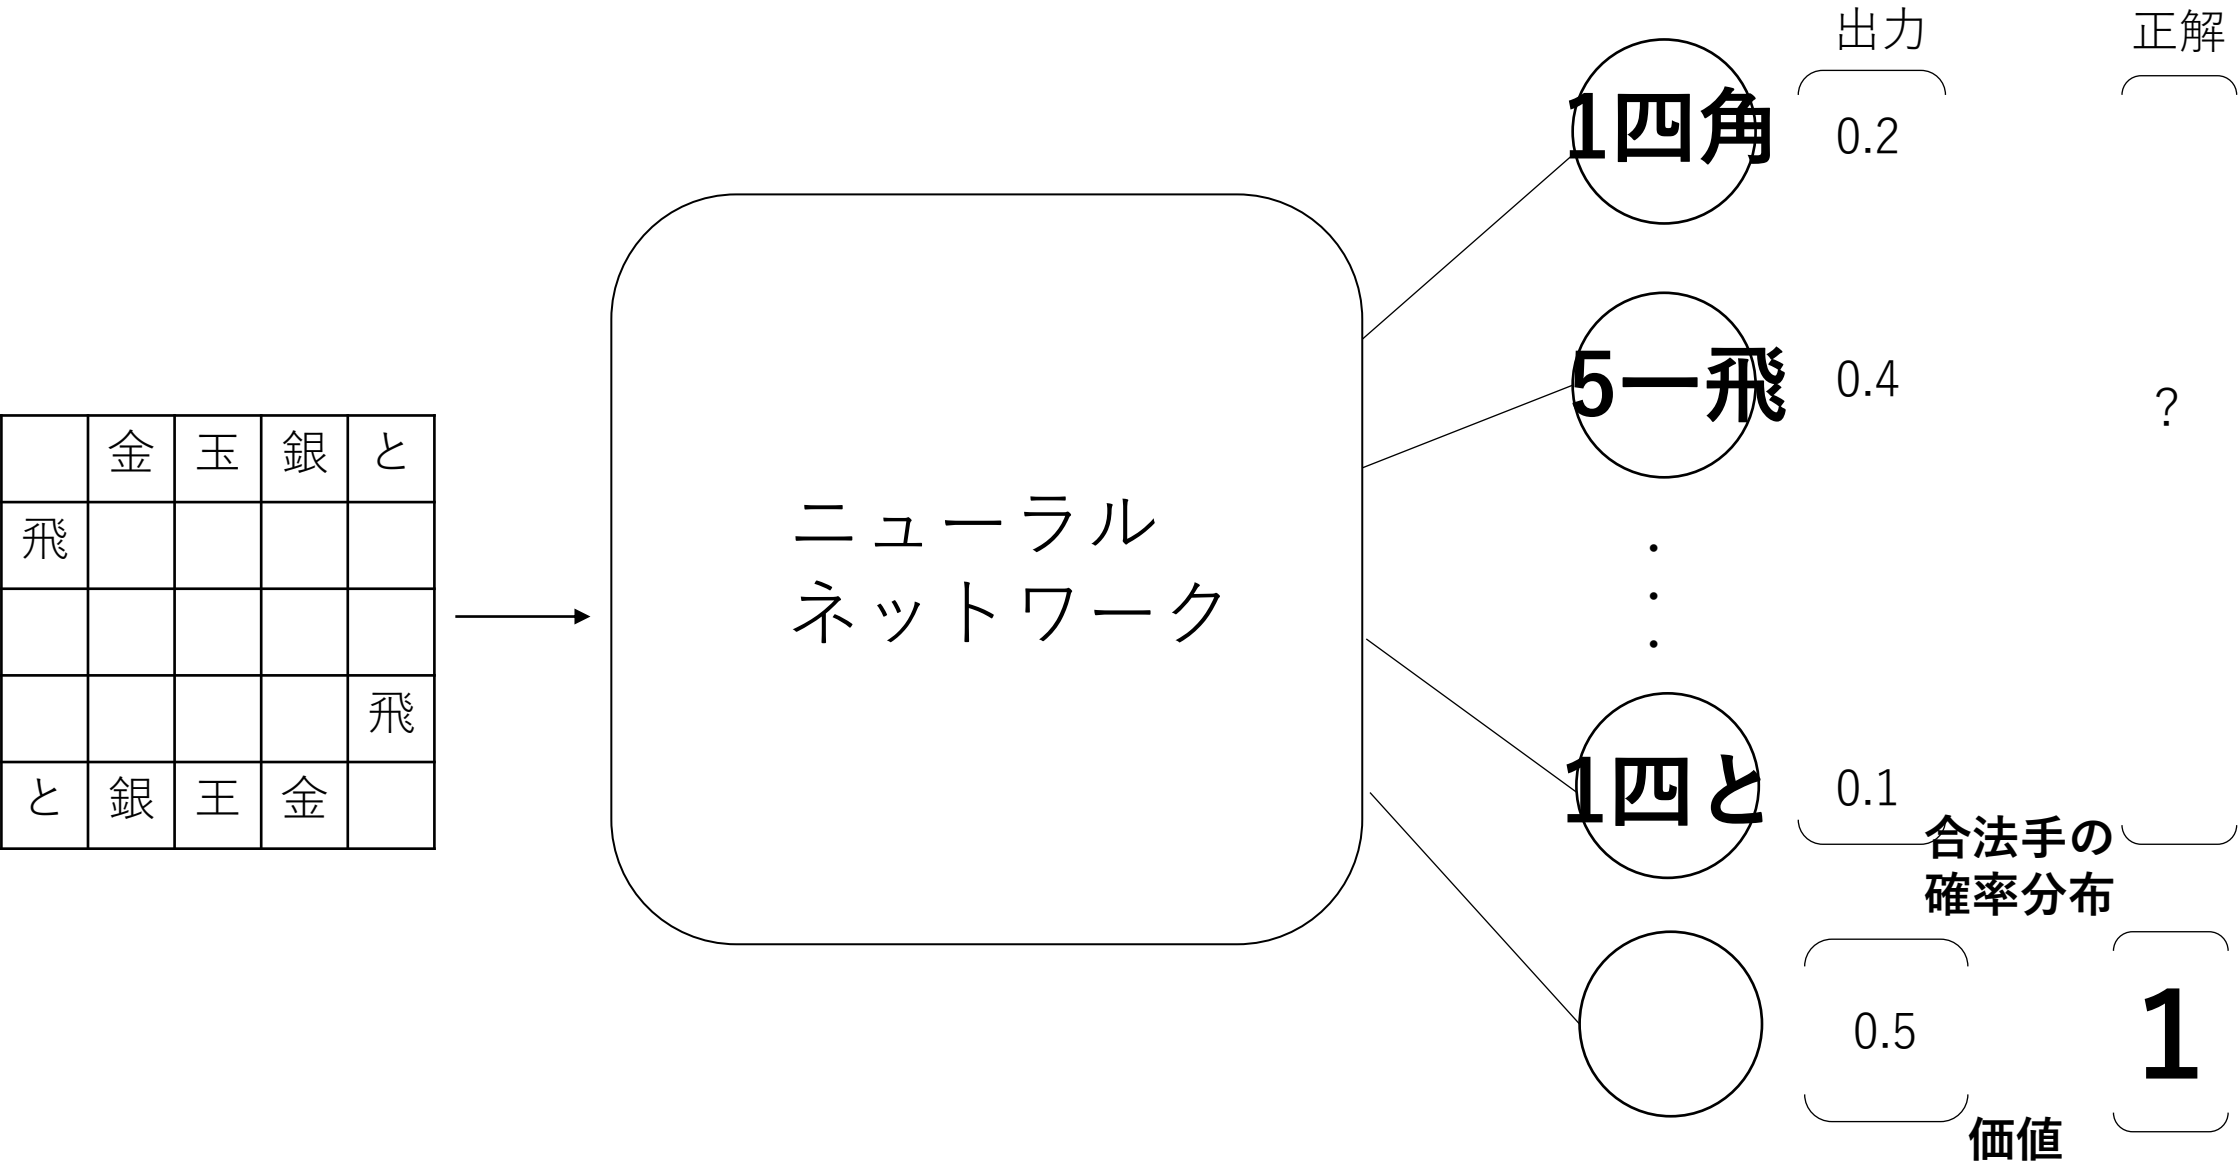 出力 正解
1四角 0.2
5一飛 0.4 ?
金 玉 銀 と
飛
ニューラル
ネットワーク
・
・
・
飛
と 銀 王 金
1四と 0.1
合法手の
確率分布
0.5 1
価値